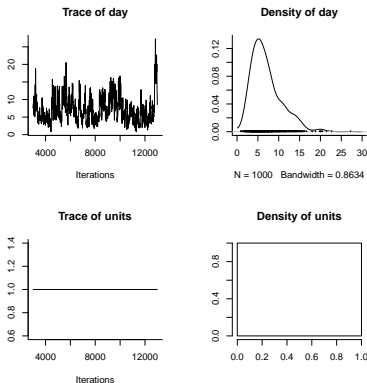 Trace of day
0 5 10 20
4000 8000 12000
Iterations
Density of day
0.00 0.04 0.08 0.12
0 5 10 15 20 25 30
N = 1000 Bandwidth = 0.8634
Trace of units
0.6 0.8 1.0 1.2 1.4
4000 8000 12000
Iterations
Density of units
0.0 0.4 0.8
0.0 0.2 0.4 0.6 0.8 1.0